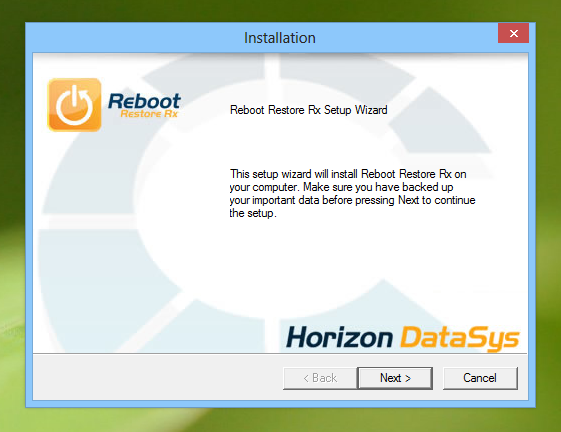 Installation
Reboot
Restore Rx
Reboot Restore Rx Setup Wizard
This setup wizard will install Reboot Restore Rx on
your computer. Make sure you have backed up
your important data before pressing Next to continue
the setup.
Horizon DataSys
< Back
Next >
Cancel